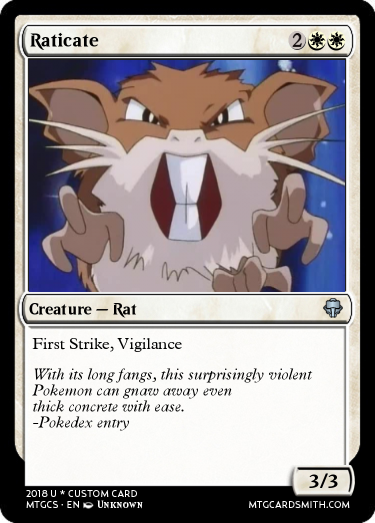 Raticate 2
Creature — Rat
First Strike, Vigilance
With its long fangs, this surprisingly violent
Pokemon can gnaw away even
thick concrete with ease.
-Pokedex entry
3/3
2018 U * CUSTOM CARD
MTGCS · EN Unknown
MTGCARDSMITH.COM